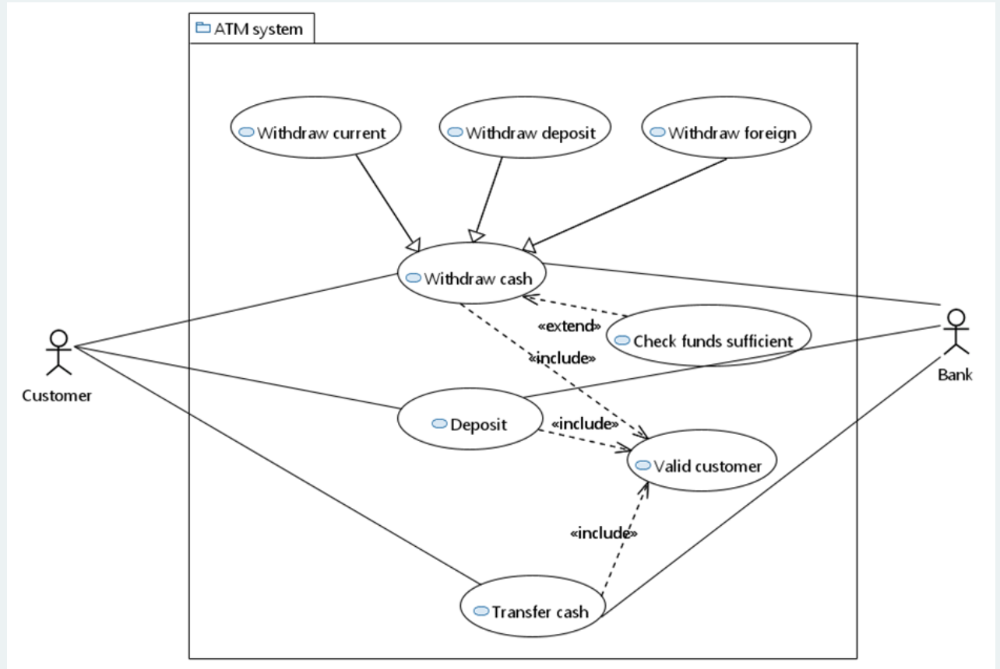 ATM system
Withdraw current
Withdraw deposit
Withdraw foreign
Withdraw cash
«extend»
Check funds sufficient
«include»
Customer
Bank
Deposit
«include»
Valid customer
«include»
Transfer cash